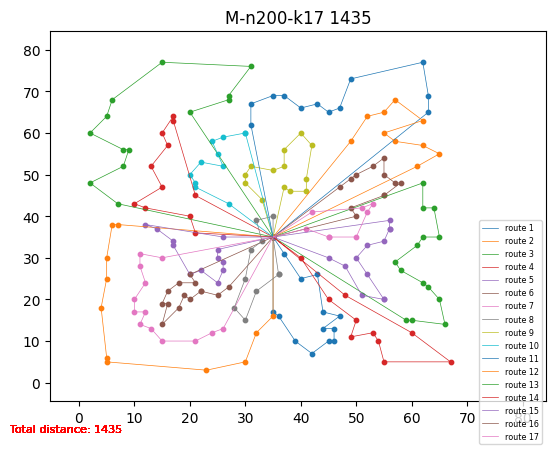 M-n200-k17 1435
80
70
60
50
40
30
20
10
0
0 10 20 30 40 50 60 70 80
route 1
route 2
route 3
route 4
route 5
route 6
route 7
route 8
route 9
route 10
route 11
route 12
route 13
route 14
route 15
route 16
route 17
Total distance: 1435